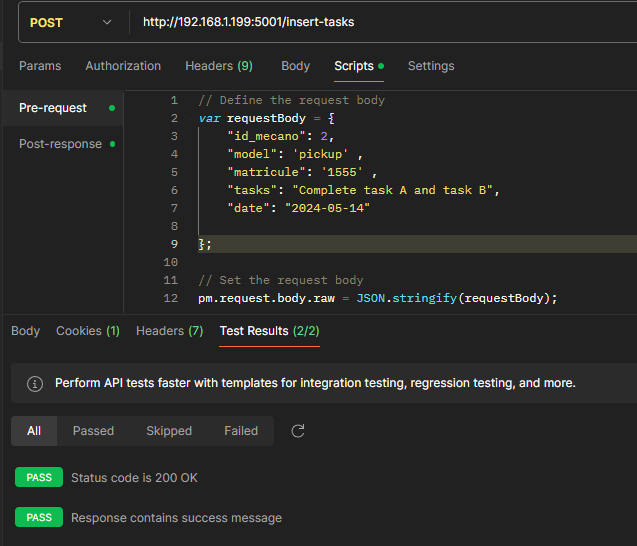 POST http://192.168.1.199:5001/insert-tasks
Params Authorization Headers (9) Body Scripts Settings
Pre-request
Post-response
1 // Define the request body
2 var requestBody = {
3 "id_mecano": 2,
4 "model": 'pickup' ,
5 "matricule": '1555' ,
6 "tasks": "Complete task A and task B",
7 "date": "2024-05-14"
8
9 };
10
11 // Set the request body
12 pm.request.body.raw = JSON.stringify(requestBody);
Body Cookies (1) Headers (7) Test Results (2/2)
Perform API tests faster with templates for integration testing, regression testing, and more.
All Passed Skipped Failed
PASS Status code is 200 OK
PASS Response contains success message